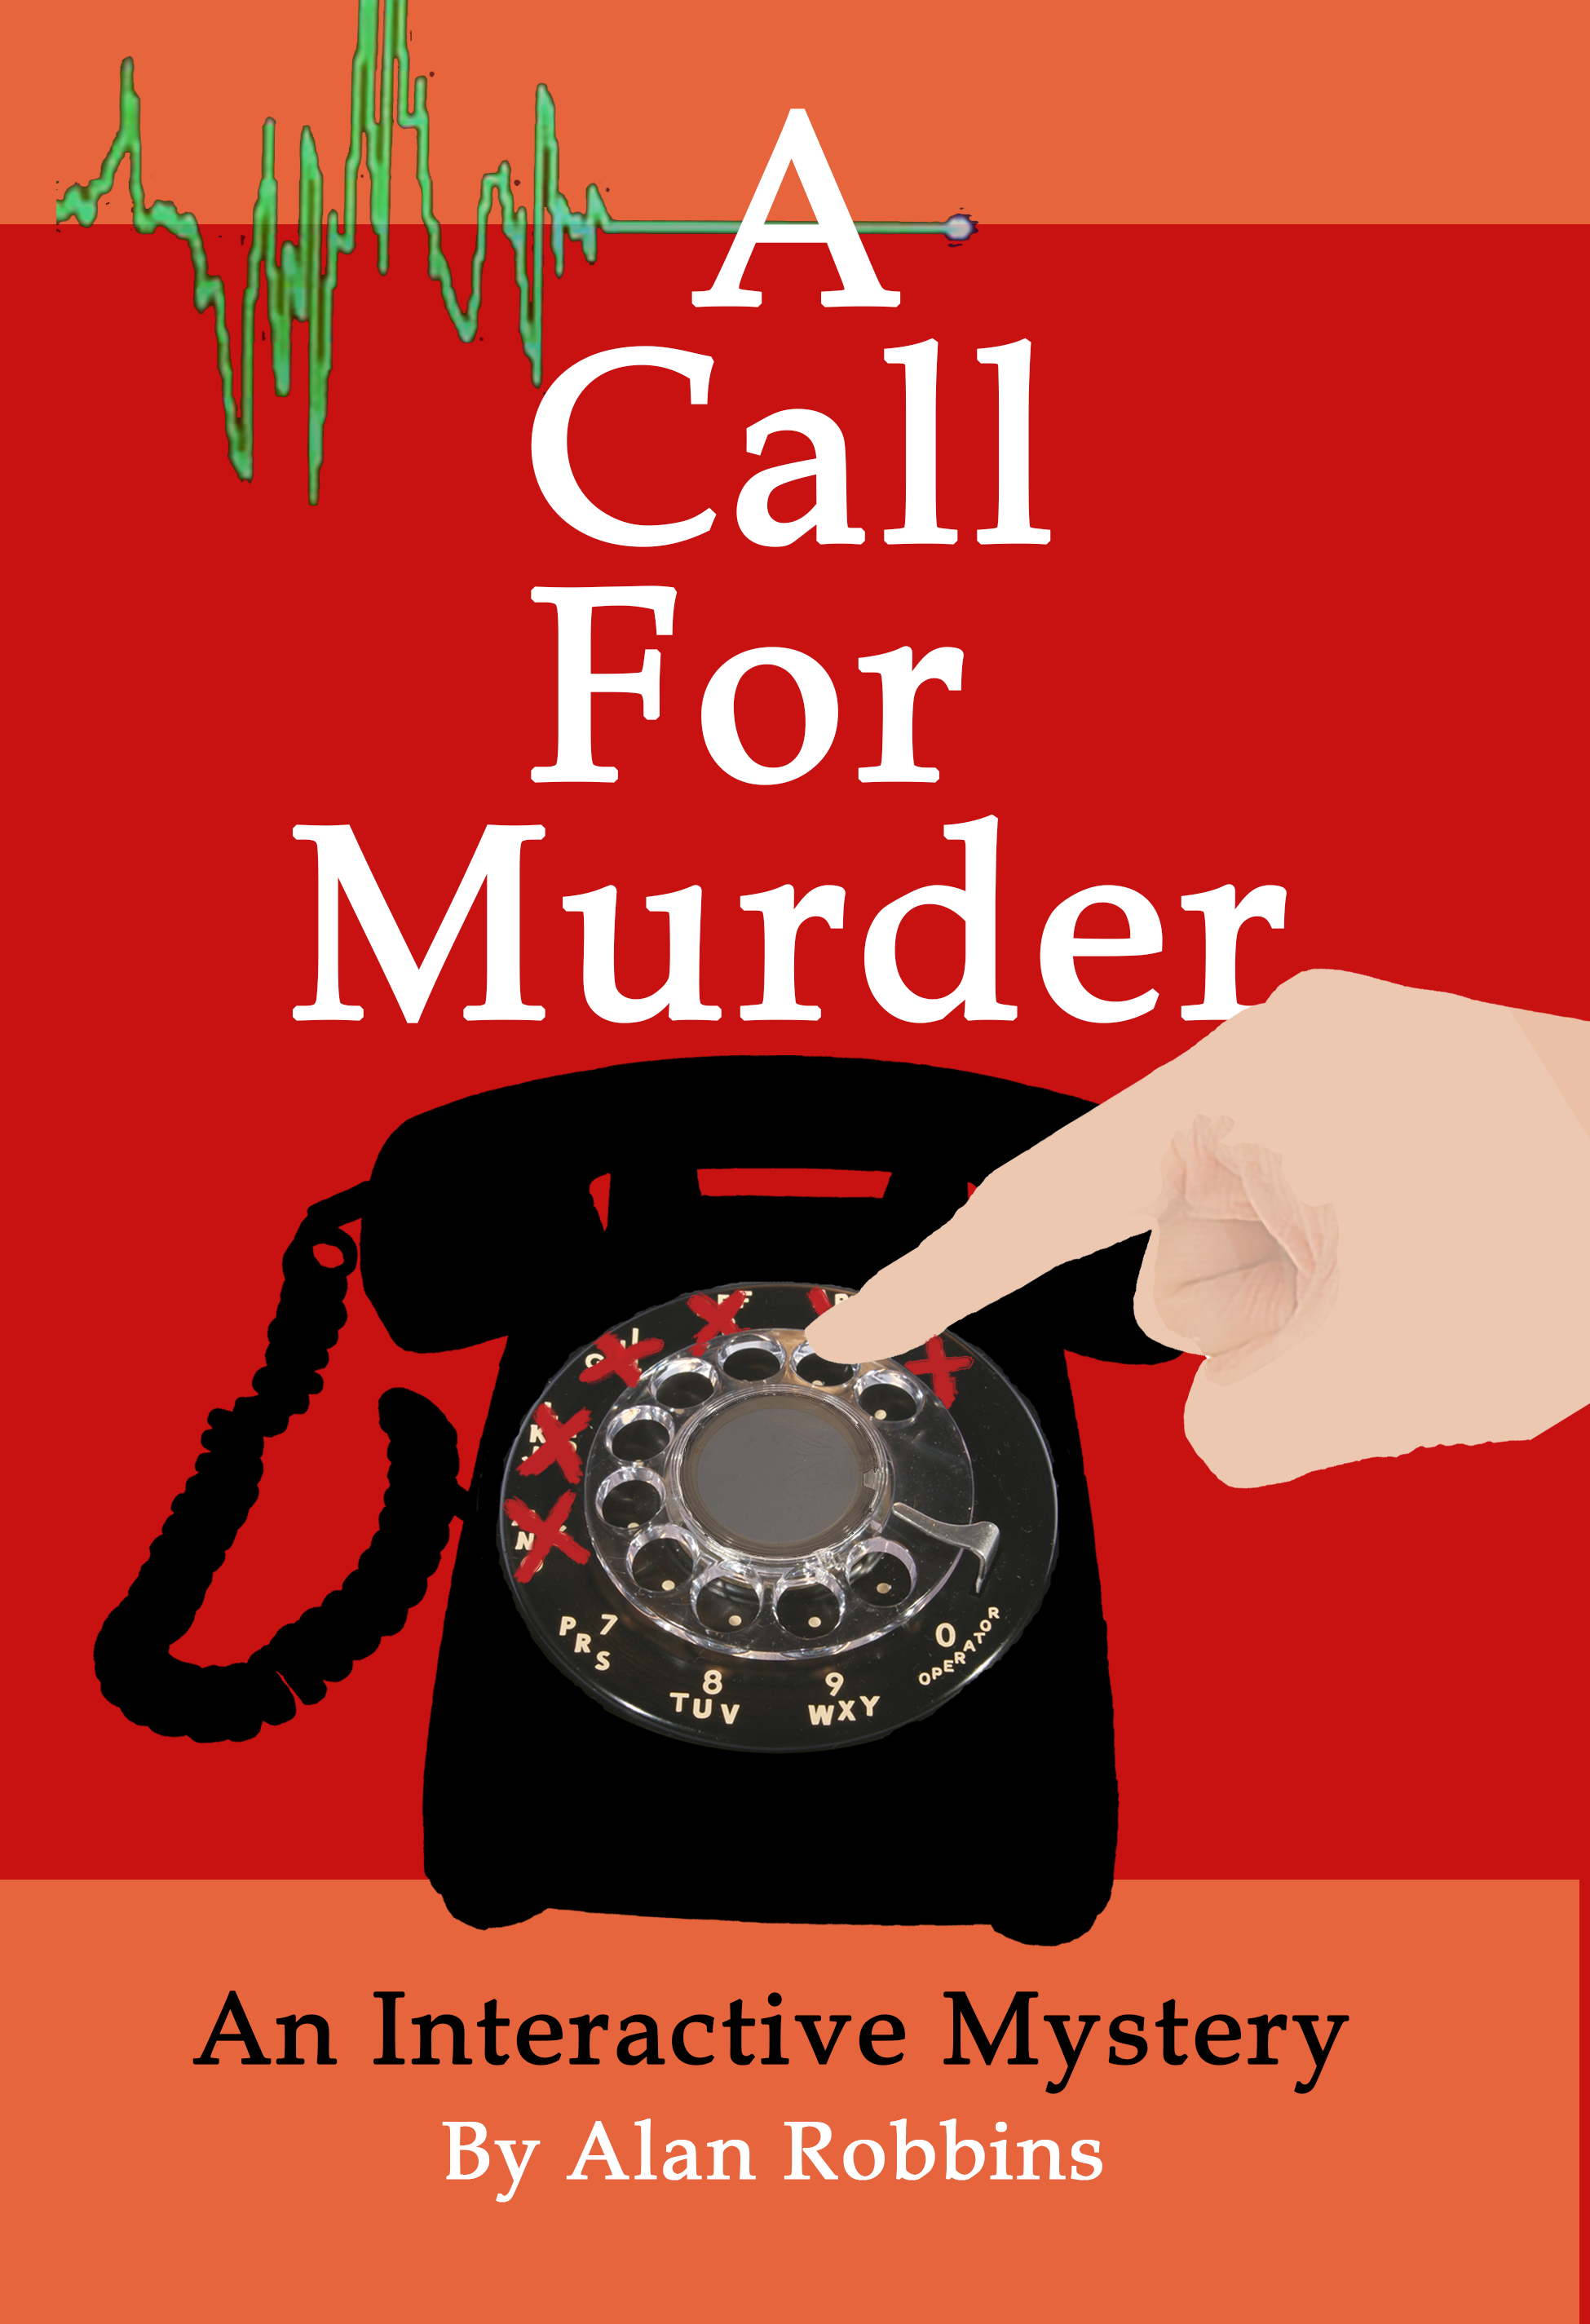 A
Call
For
Murder
7
PRS
8
TUV
9
WXY
0
OPERATOR
An Interactive Mystery
By Alan Robbins